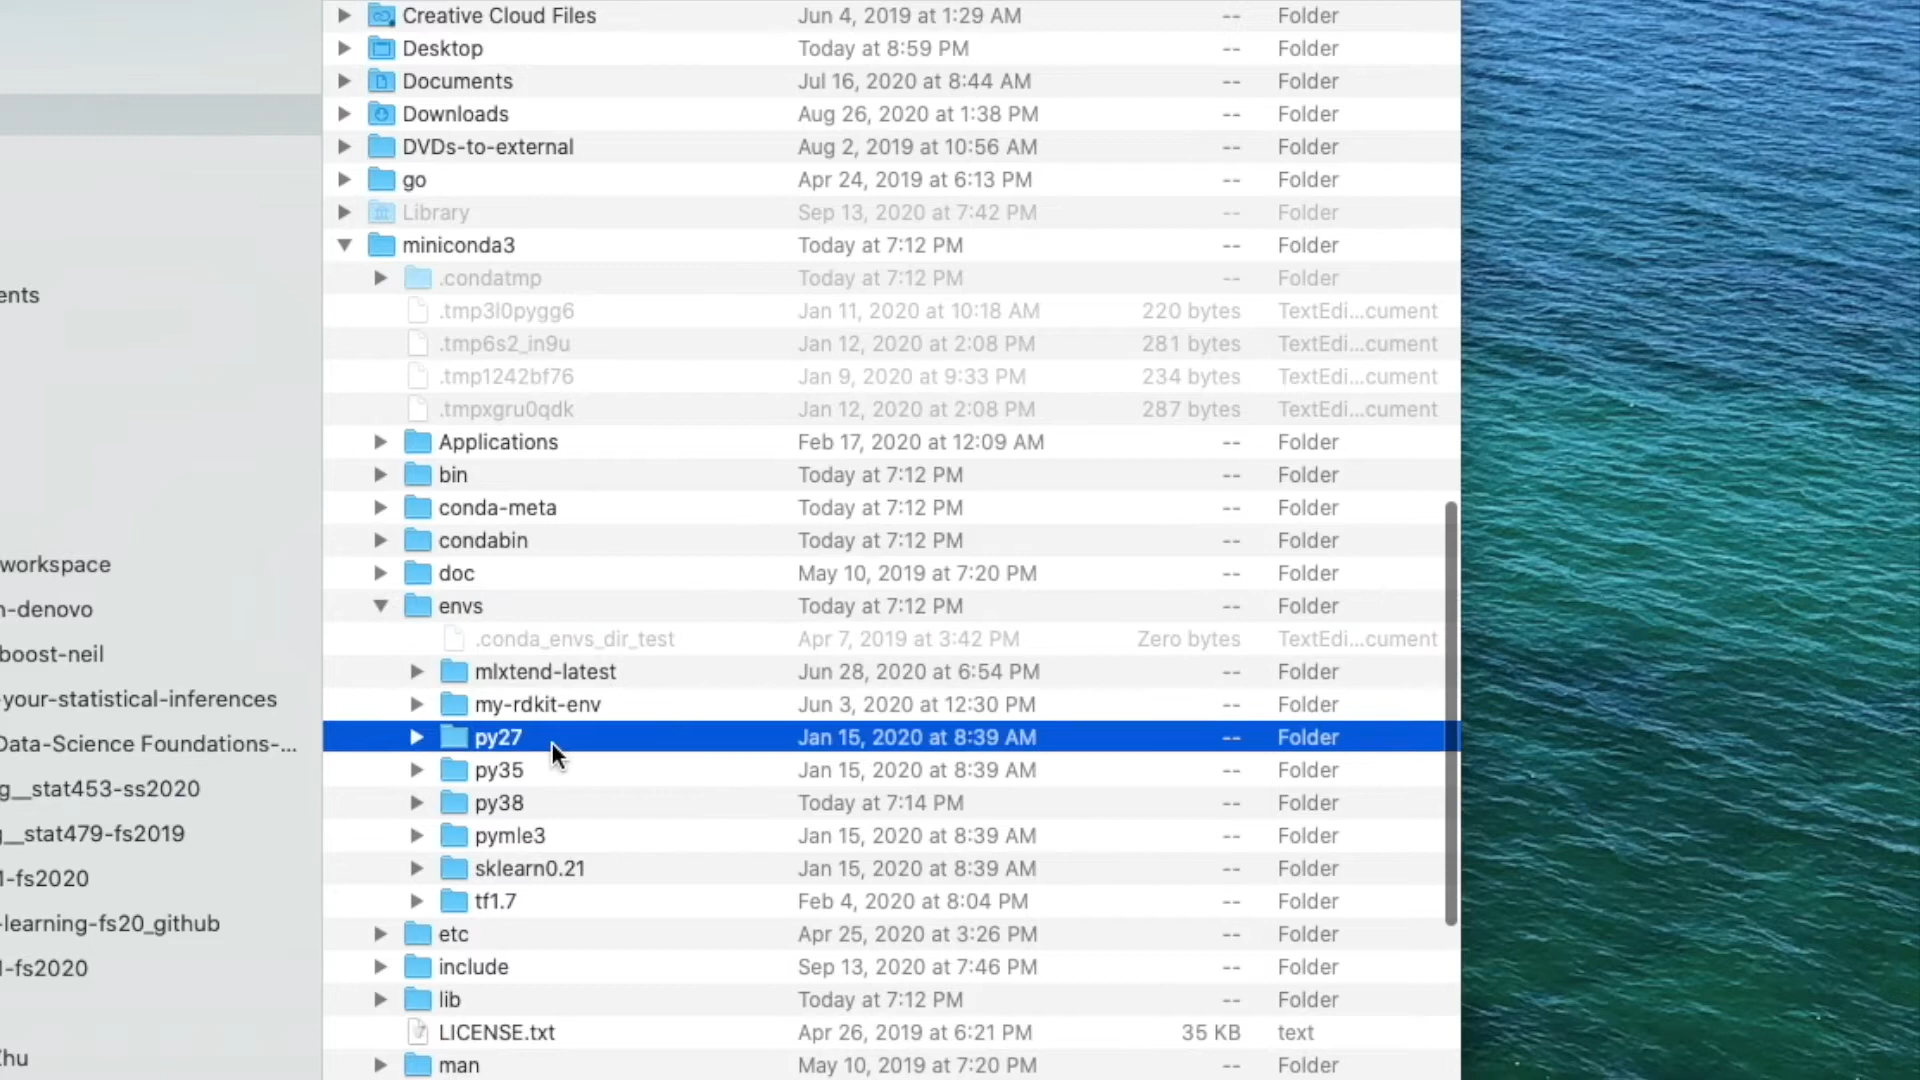 Creative Cloud Files Jun 4, 2019 at 1:29 AM -- Folder
Desktop Today at 8:59 PM -- Folder
Documents Jul 16, 2020 at 8:44 AM -- Folder
Downloads Aug 26, 2020 at 1:38 PM -- Folder
DVDs-to-external Aug 2, 2019 at 10:56 AM -- Folder
go Apr 24, 2019 at 6:13 PM -- Folder
Library Sep 13, 2020 at 7:42 PM -- Folder
miniconda3 Today at 7:12 PM -- Folder
.condatmp Today at 7:12 PM -- Folder
.tmp3l0pygg6 Jan 11, 2020 at 10:18 AM 220 bytes TextEdi...cument
.tmp6s2_in9u Jan 12, 2020 at 2:08 PM 281 bytes TextEdi...cument
.tmp1242bf76 Jan 9, 2020 at 9:33 PM 234 bytes TextEdi...cument
.tmpxgru0qdk Jan 12, 2020 at 2:08 PM 287 bytes TextEdi...cument
Applications Feb 17, 2020 at 12:09 AM -- Folder
bin Today at 7:12 PM -- Folder
conda-meta Today at 7:12 PM -- Folder
condabin Today at 7:12 PM -- Folder
doc May 10, 2019 at 7:20 PM -- Folder
envs Today at 7:12 PM -- Folder
.conda_envs_dir_test Apr 7, 2019 at 3:42 PM Zero bytes TextEdi...cument
mlxtend-latest Jun 28, 2020 at 6:54 PM -- Folder
my-rdkit-env Jun 3, 2020 at 12:30 PM -- Folder
py27 Jan 15, 2020 at 8:39 AM -- Folder
py35 Jan 15, 2020 at 8:39 AM -- Folder
py38 Today at 7:14 PM -- Folder
pymle3 Jan 15, 2020 at 8:39 AM -- Folder
sklearn0.21 Jan 15, 2020 at 8:39 AM -- Folder
tf1.7 Feb 4, 2020 at 8:04 PM -- Folder
etc Apr 25, 2020 at 3:26 PM -- Folder
include Sep 13, 2020 at 7:46 PM -- Folder
lib Today at 7:12 PM -- Folder
LICENSE.txt Apr 26, 2019 at 6:21 PM 35 KB text
man May 10, 2019 at 7:20 PM -- Folder
ents
workspace
n-denovo
boost-neil
-your-statistical-inferences
Data-Science Foundations-...
g__stat453-ss2020
g__stat479-fs2019
1-fs2020
-learning-fs20_github
1-fs2020
Zhu